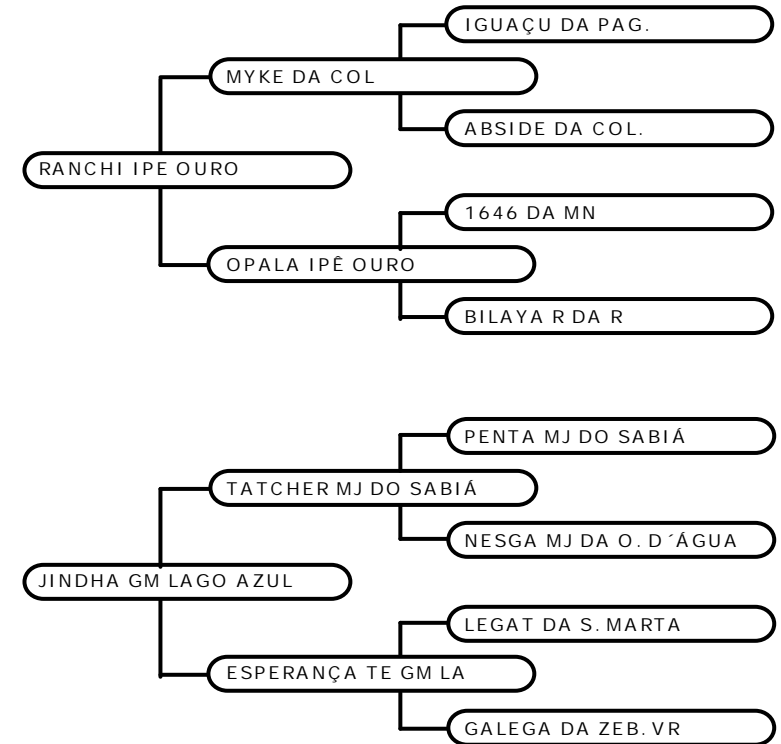 IGUAÇU DA PAG.
MYKE DA COL
ABSIDE DA COL.
RANCHI IPE OURO
1646 DA MN
OPALA IPÊ OURO
BILAYA R DA R
PENTA MJ DO SABIÁ
TATCHER MJ DO SABIÁ
NESGA MJ DA O. D´ÁGUA
JINDHA GM LAGO AZUL
LEGAT DA S. MARTA
ESPERANÇA TE GM LA
GALEGA DA ZEB. VR